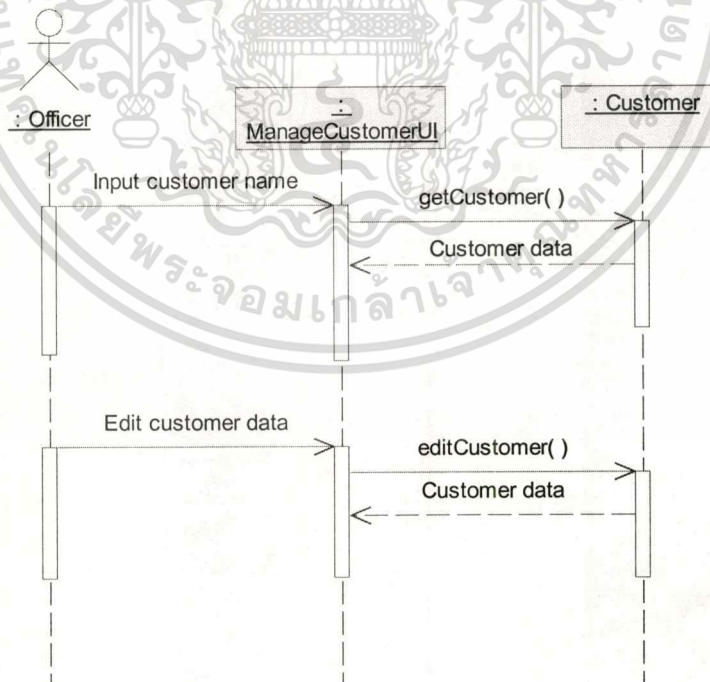 : Officer
:
ManageCustomerUI
: Customer
Input customer name
getCustomer( )
Customer data
Edit customer data
editCustomer( )
Customer data